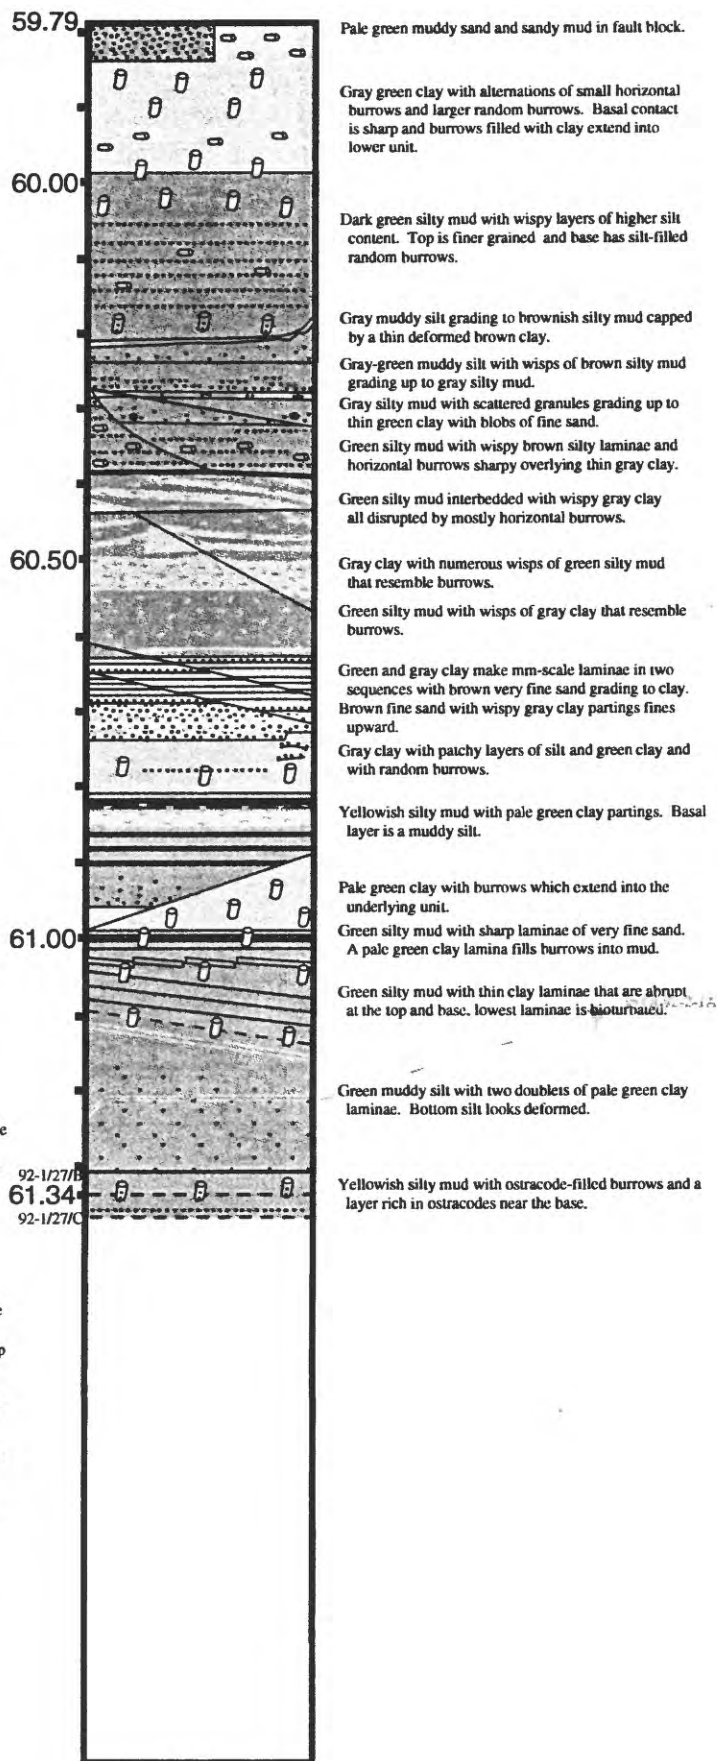 59.79
Pale green muddy sand and sandy mud in fault block.
Gray green clay with alternations of small horizontal
burrows and larger random burrows. Basal contact
is sharp and burrows filled with clay extend into
lower unit.
60.00
Dark green silty mud with wispy layers of higher silt
content. Top is finer grained and base has silt-filled
random burrows.
Gray muddy silt grading to brownish silty mud capped
by a thin deformed brown clay.
Gray-green muddy silt with wisps of brown silty mud
grading up to gray silty mud.
Gray silty mud with scattered granules grading up to
thin green clay with blobs of fine sand.
Green silty mud with wispy brown silty laminae and
horizontal burrows sharpy overlying thin gray clay.
Green silty mud interbedded with wispy gray clay
all disrupted by mostly horizontal burrows.
60.50
Gray clay with numerous wisps of green silty mud
that resemble burrows.
Green silty mud with wisps of gray clay that resemble
burrows.
Green and gray clay make mm-scale laminae in two
sequences with brown very fine sand grading to clay.
Brown fine sand with wispy gray clay partings fines
upward.
Gray clay with patchy layers of silt and green clay and
with random burrows.
Yellowish silty mud with pale green clay partings. Basal
layer is a muddy silt.
Pale green clay with burrows which extend into the
underlying unit.
61.00
Green silty mud with sharp laminae of very fine sand.
A pale green clay lamina fills burrows into mud.
Green silty mud with thin clay laminae that are abrupt
at the top and base. lowest laminae is bioturbated.
Green muddy silt with two doublets of pale green clay
laminae. Bottom silt looks deformed.
e
92-1/27/B
61.34
92-1/27/C
Yellowish silty mud with ostracode-filled burrows and a
layer rich in ostracodes near the base.
e
p